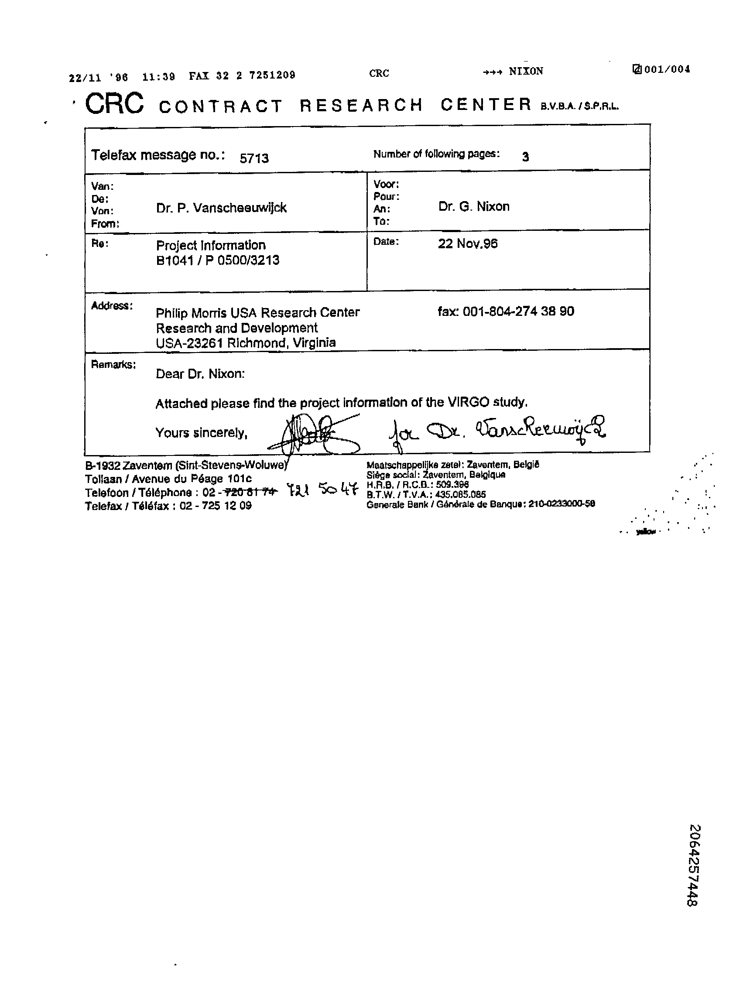 22/11 '96 11:39 FAX 32 2 7251209 CRC →→→ NIXON 001/004
CRC CONTRACT RESEARCH CENTER B.V.B.A. / S.P.R.L.
Telefax message no.: 5713 Number of following pages: 3
Van:
De:
Von:
From:
Dr. P. Vanscheeuwijck
Voor:
Pour:
An:
To:
Dr. G. Nixon
Re: Project Information
B1041 / P 0500/3213
Date: 22 Nov.96
Address: Philip Morris USA Research Center fax: 001-804-274 38 90
Research and Development
USA-23261 Richmond, Virginia
Remarks:
Dear Dr. Nixon:
Attached please find the project information of the VIRGO study.
Yours sincerely, for Dr. Vanscheeuwijck
B-1932 Zaventem (Sint-Stevens-Woluwe)
Tollaan / Avenue du Péage 101c
Telefoon / Téléphone : 02 - 720 81 74 721 50 47
Telefax / Téléfax : 02 - 725 12 09
Maatschappelijke zetel: Zaventem, België
Siège social: Zaventem, Belgique
H.R.B. / R.C.B.: 509.396
B.T.W. / T.V.A.: 435.085.085
Generale Bank / Générale de Banque: 210-0233000-58
yellow
2064257448